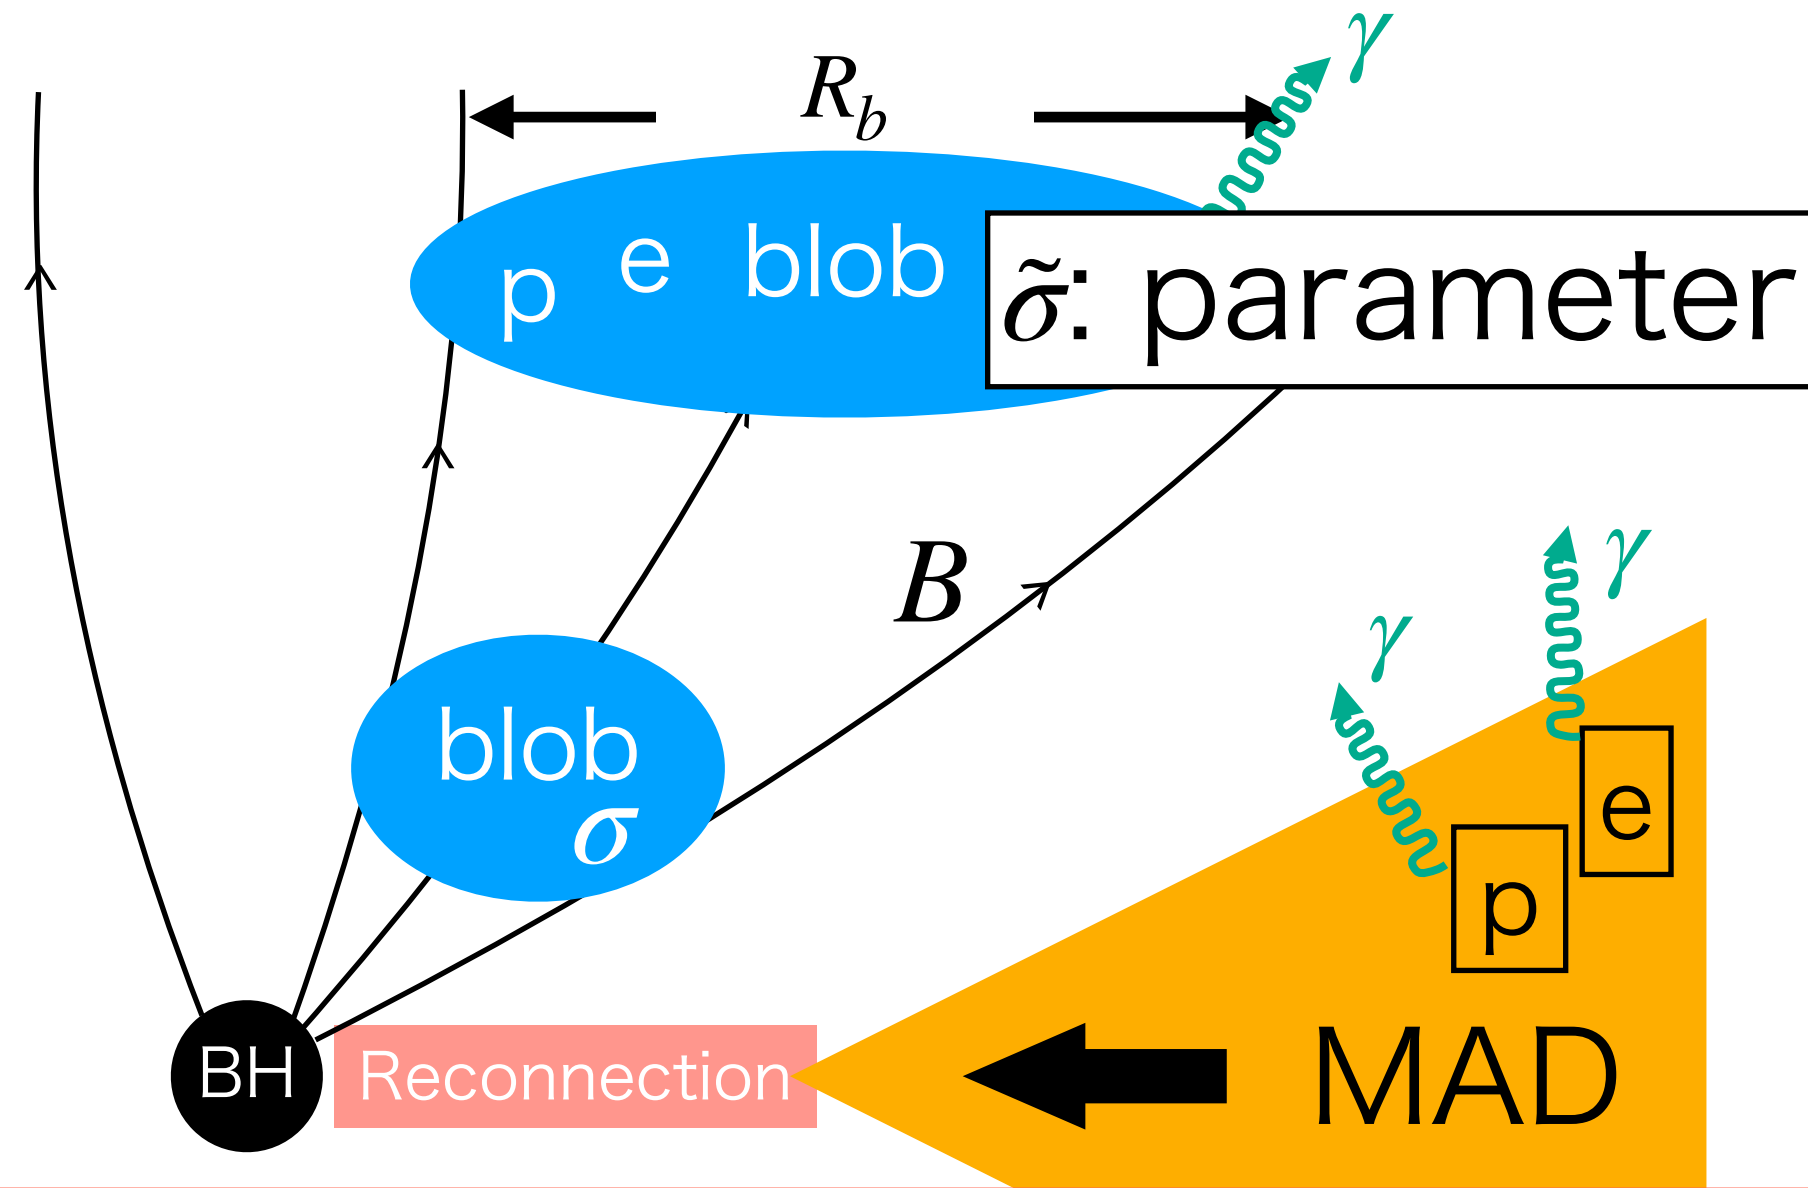 γ
R_b
p e blob
σ̃: parameter
B
γ
γ
blob
σ
e
p
BH
Reconnection
MAD